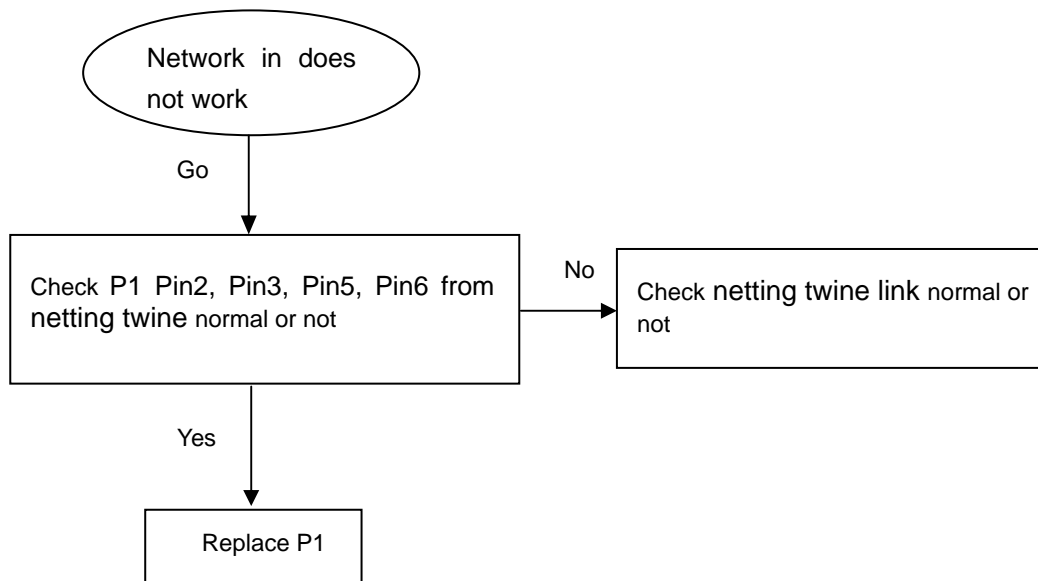 Network in does
not work
Go
Check P1 Pin2, Pin3, Pin5, Pin6 from
netting twine normal or not
No
Check netting twine link normal or
not
Yes
Replace P1